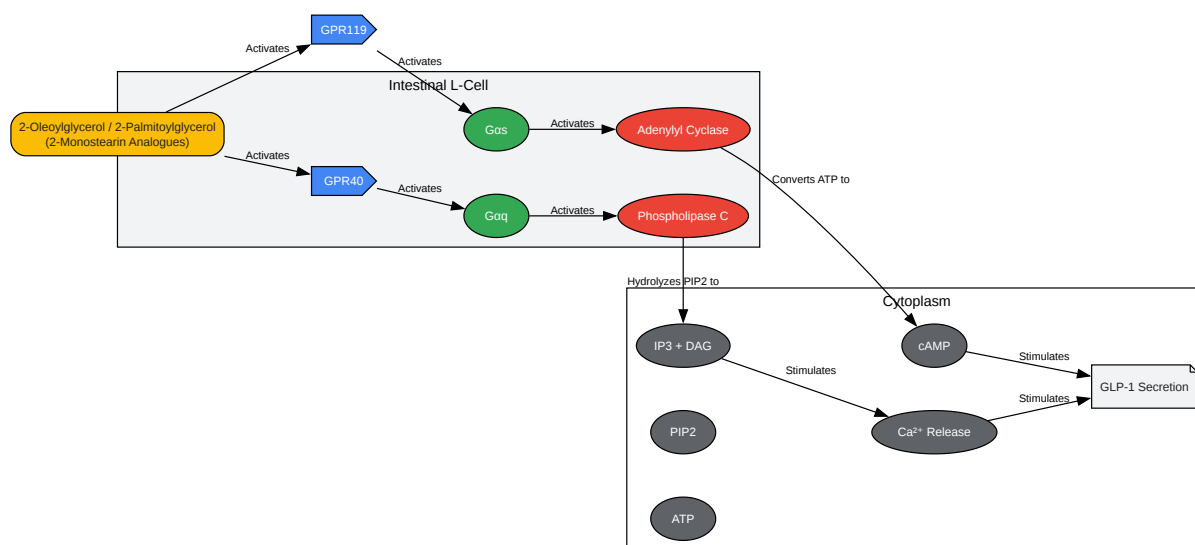 GPR119
Activates
Activates
Intestinal L-Cell
2-Oleoylglycerol / 2-Palmitoylglycerol
(2-Monostearin Analogues)
Gαs
Activates
Adenylyl Cyclase
Activates
GPR40
Activates
Converts ATP to
Gαq
Activates
Phospholipase C
Hydrolyzes PIP2 to
Cytoplasm
IP3 + DAG
cAMP
Stimulates
Stimulates
GLP-1 Secretion
Stimulates
PIP2
Ca²⁺ Release
ATP